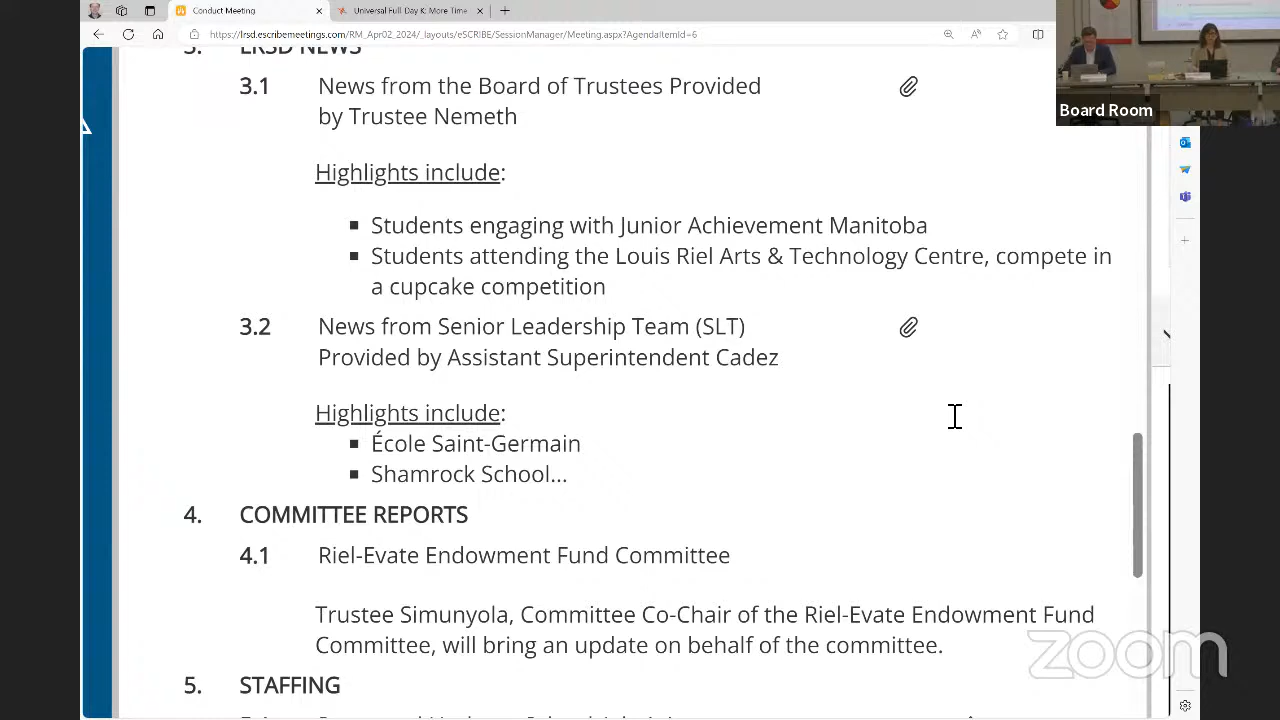 Conduct Meeting
Universal Full-Day K: More Time
https://lrsd.escribemeetings.com/RM_Apr02_2024/_layouts/eSCRIBE/SessionManager/Meeting.aspx?AgendaItemId=6
Board Room
3. LRSD NEWS
3.1 News from the Board of Trustees Provided
by Trustee Nemeth
Highlights include:
▪ Students engaging with Junior Achievement Manitoba
▪ Students attending the Louis Riel Arts & Technology Centre, compete in
a cupcake competition
3.2 News from Senior Leadership Team (SLT)
Provided by Assistant Superintendent Cadez
Highlights include:
▪ École Saint-Germain
▪ Shamrock School...
4. COMMITTEE REPORTS
4.1 Riel-Evate Endowment Fund Committee
Trustee Simunyola, Committee Co-Chair of the Riel-Evate Endowment Fund
Committee, will bring an update on behalf of the committee.
zoom
5. STAFFING